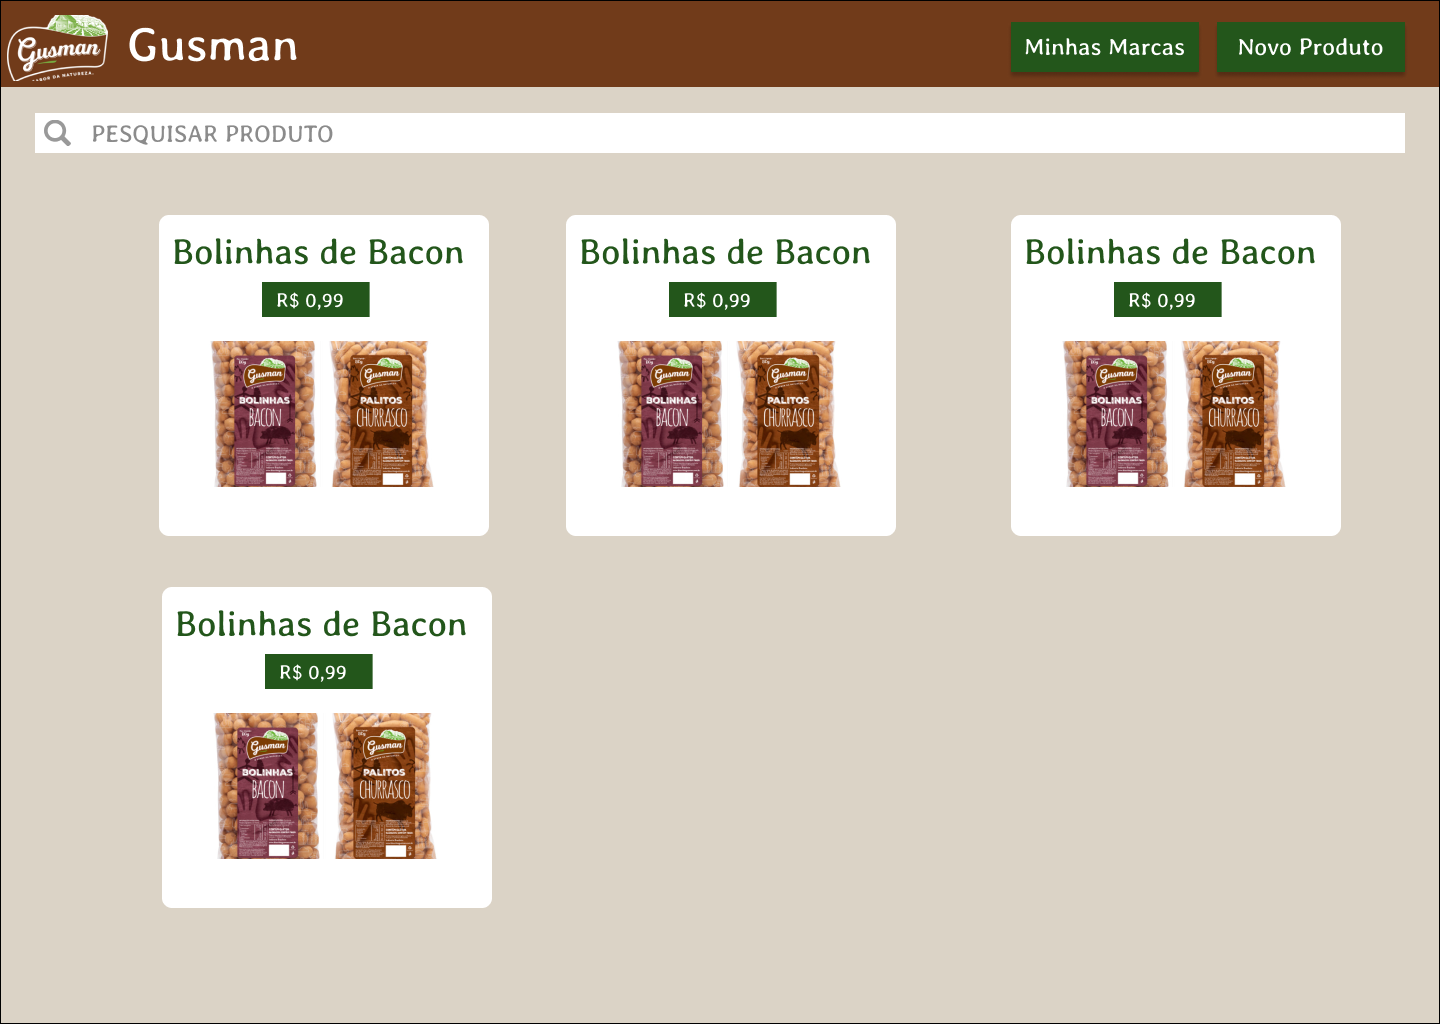 Gusman
SABOR DA NATUREZA.
Gusman
Minhas Marcas
Novo Produto
PESQUISAR PRODUTO
Bolinhas de Bacon
R$ 0,99
Gusman
BOLINHAS
BACON
Gusman
PALITOS
CHURRASCO
Bolinhas de Bacon
R$ 0,99
Gusman
BOLINHAS
BACON
Gusman
PALITOS
CHURRASCO
Bolinhas de Bacon
R$ 0,99
Gusman
BOLINHAS
BACON
Gusman
PALITOS
CHURRASCO
Bolinhas de Bacon
R$ 0,99
Gusman
BOLINHAS
BACON
Gusman
PALITOS
CHURRASCO